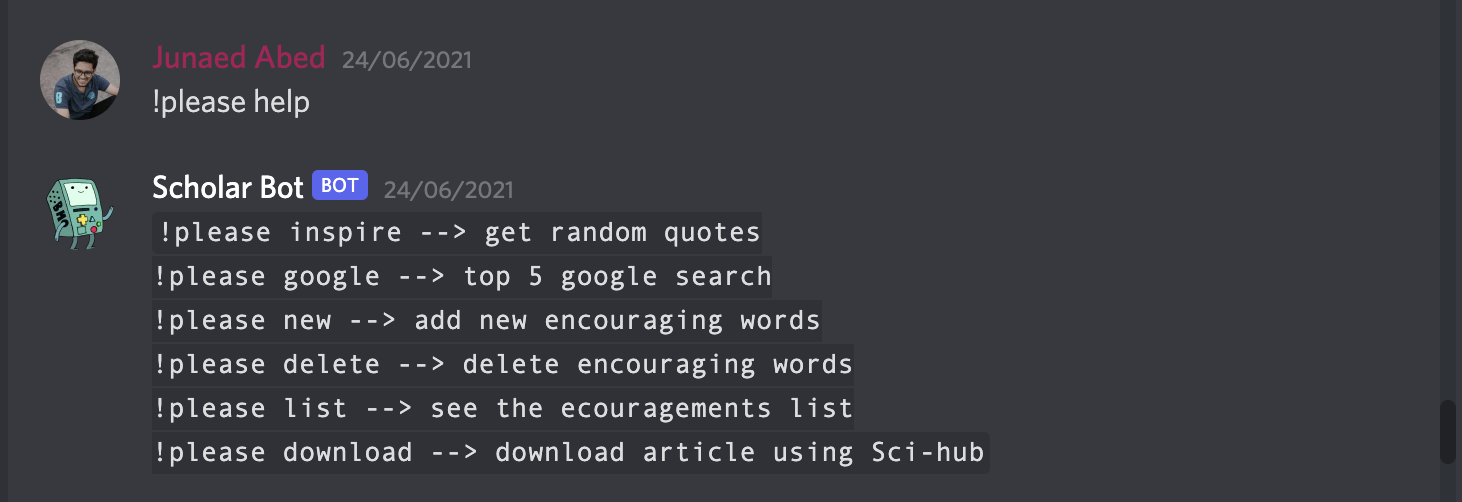 Junaed Abed 24/06/2021
!please help
Scholar Bot BOT 24/06/2021
!please inspire --> get random quotes
!please google --> top 5 google search
!please new --> add new encouraging words
!please delete --> delete encouraging words
!please list --> see the ecouragements list
!please download --> download article using Sci-hub
BMO